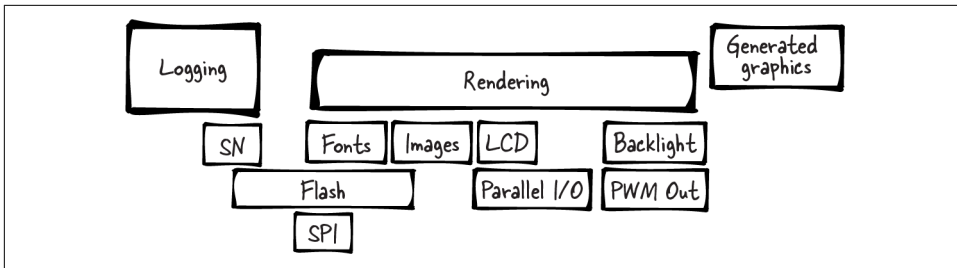 Logging
Rendering
Generated
graphics
SN
Fonts
Images
LCD
Backlight
Flash
Parallel I/O
PWM Out
SPI